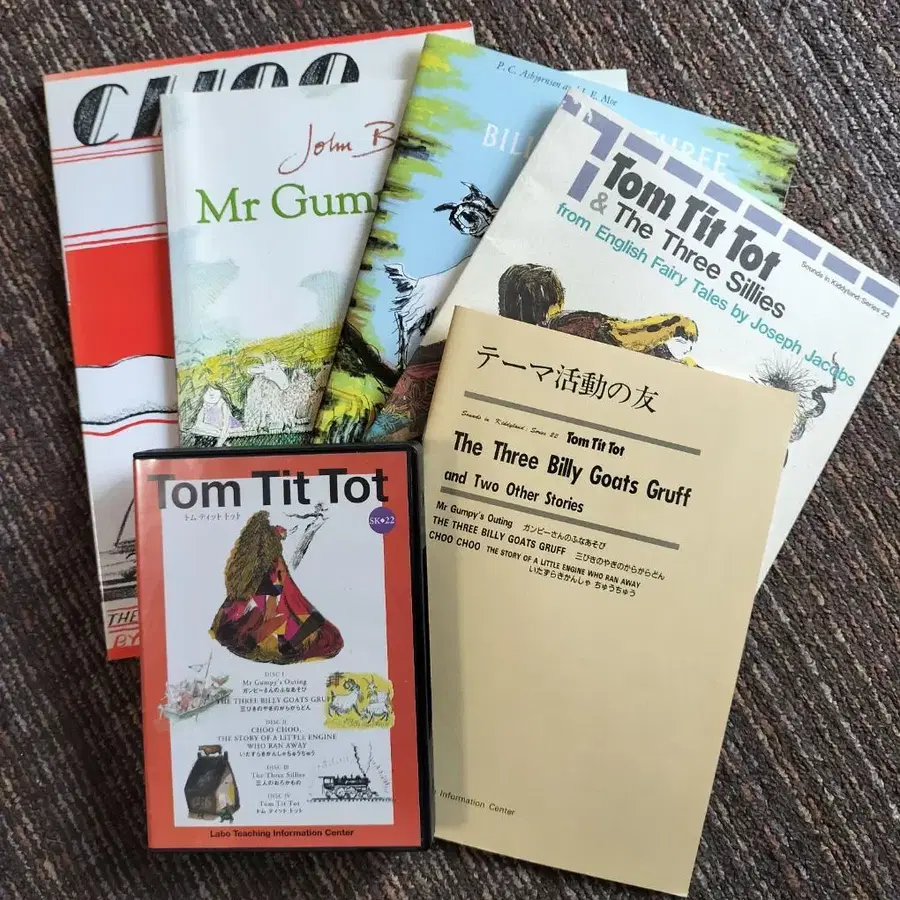 CHOO
THE
BY
John B
Mr Gum
P. C. Asbjørnsen and J. E. Moe
THREE
BIL
Tom Tit Tot
& The Three Sillies
from English Fairy Tales by Joseph Jacobs
Sounds in Kiddyland: Series 22
テーマ活動の友
Sounds in Kiddyland: Series 22 Tom Tit Tot
The Three Billy Goats Gruff
and Two Other Stories
Mr Gumpy's Outing ガンピーさんのふなあそび
THE THREE BILLY GOATS GRUFF 三びきのやぎのがらがらどん
CHOO CHOO THE STORY OF A LITTLE ENGINE WHO RAN AWAY
いたずらきかんしゃ ちゅうちゅう
Information Center
Tom Tit Tot
トム ティット トット
SK◆22
DISC I
Mr Gumpy's Outing
ガンピーさんのふなあそび
THE THREE BILLY GOATS GRUFF
三びきのやぎのがらがらどん
DISC II
CHOO CHOO,
THE STORY OF A LITTLE ENGINE
WHO RAN AWAY
いたずらきかんしゃちゅうちゅう
DISC III
The Three Sillies
三人のおろかもの
DISC IV
Tom Tit Tot
トム ティット トット
Labo Teaching Information Center